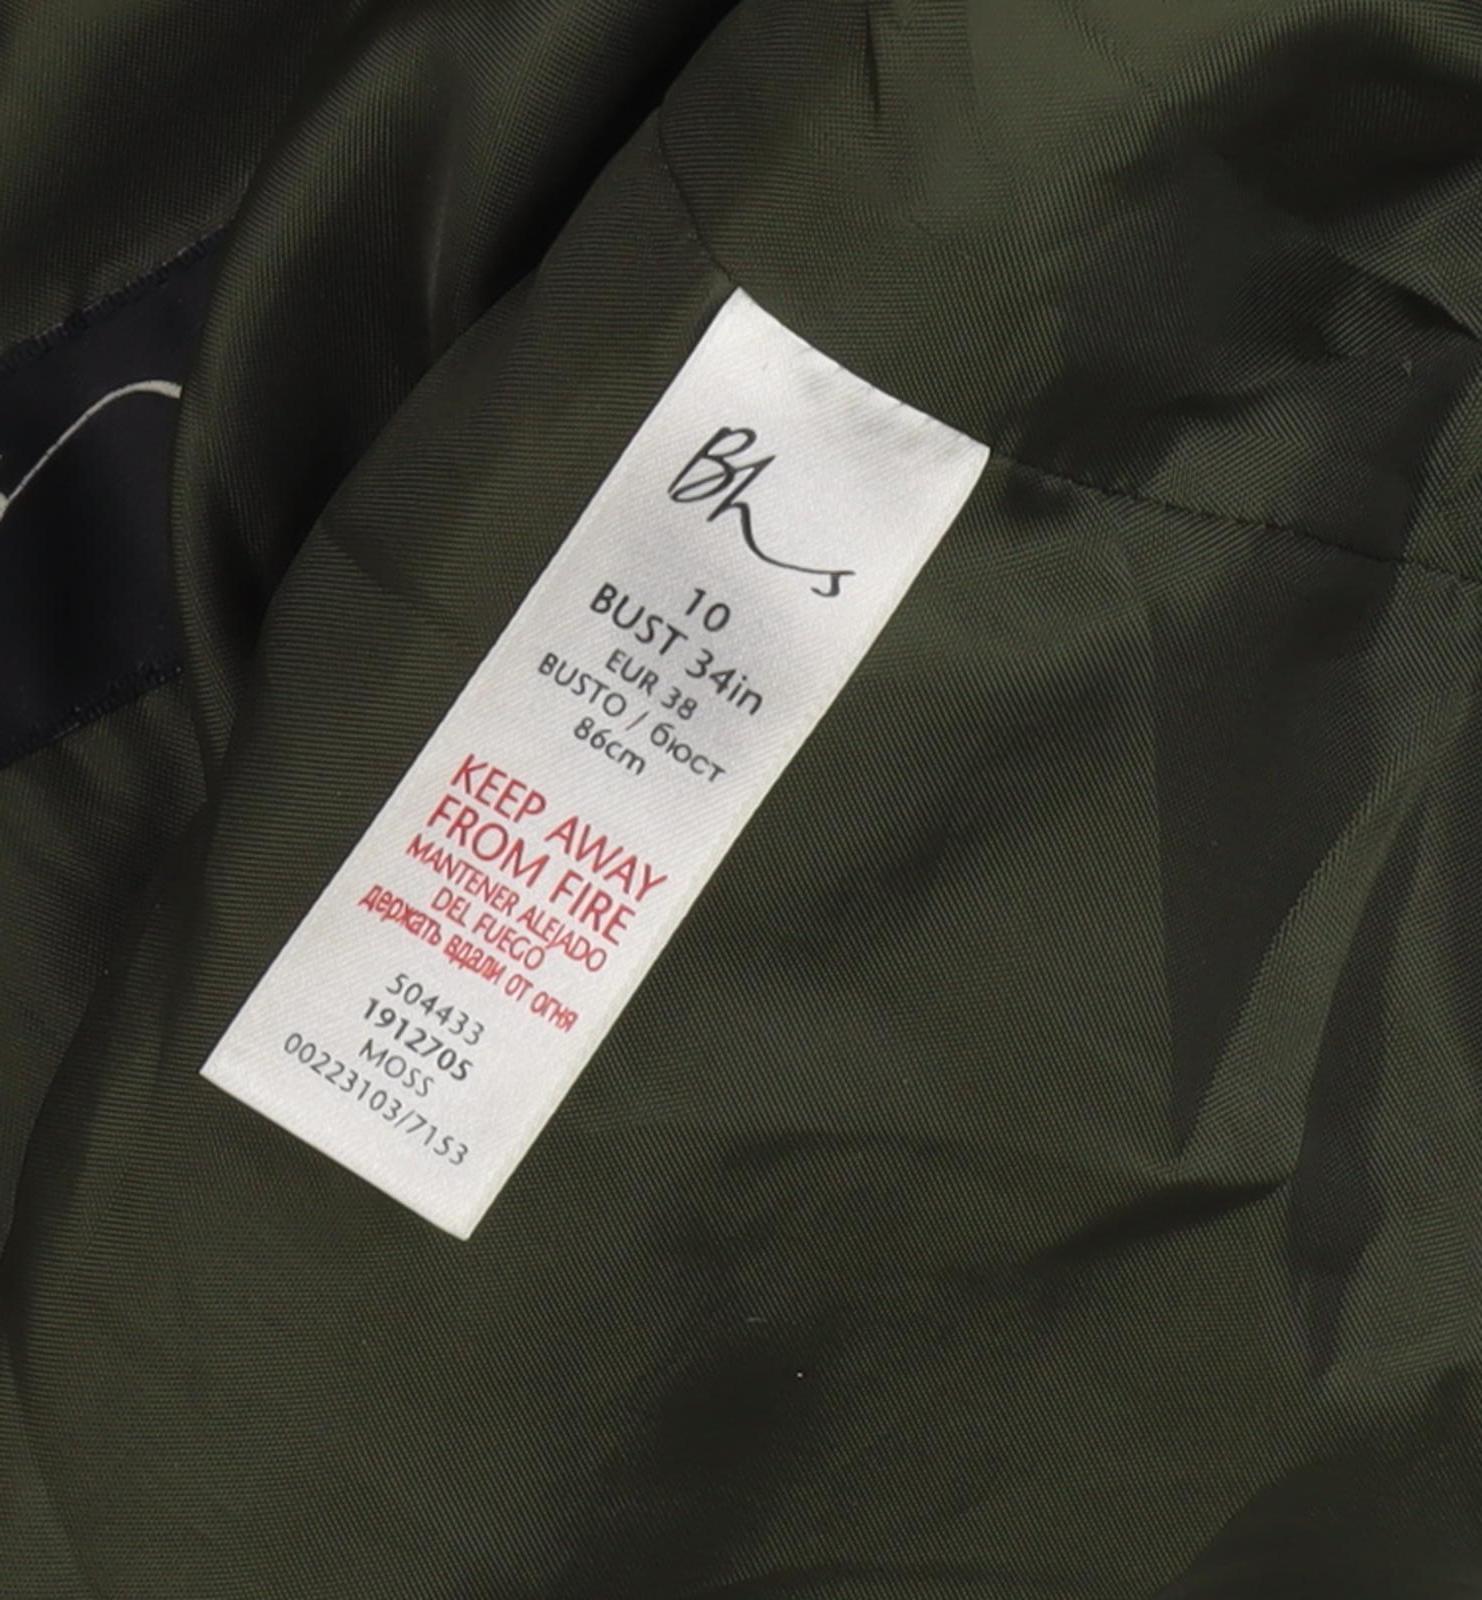 Bhs
10
BUST 34in
EUR 38
BUSTO / бюст
86cm
KEEP AWAY
FROM FIRE
MANTENER ALEJADO
DEL FUEGO
держать вдали от огня
504433
1912705
MOSS
00223103/7153